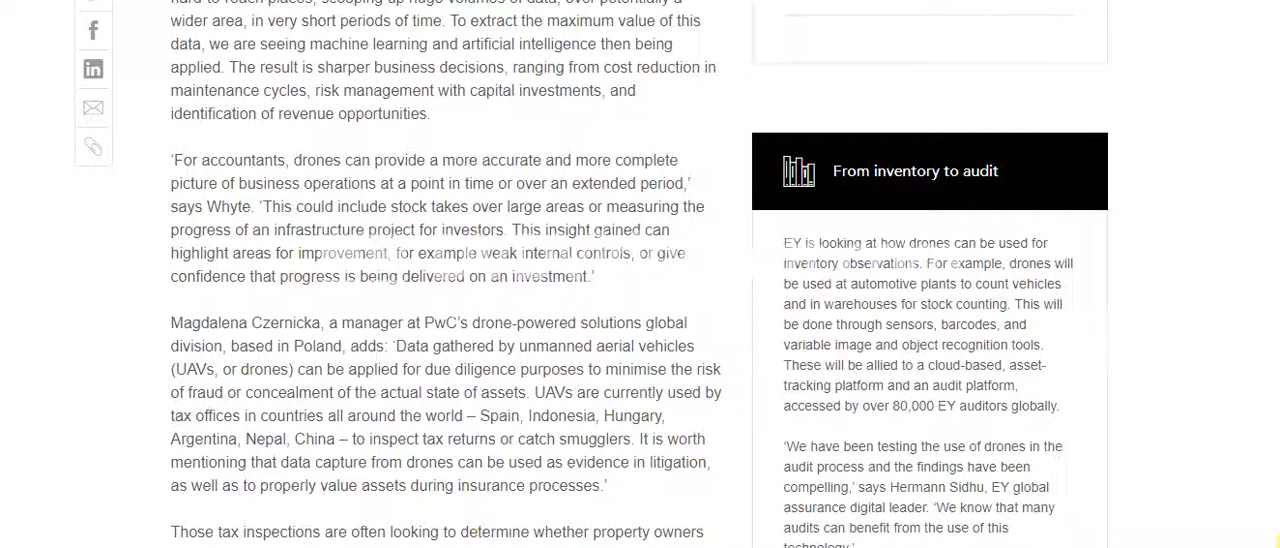 hard to reach places, scooping up huge volumes of data, over potentially a
wider area, in very short periods of time. To extract the maximum value of this
data, we are seeing machine learning and artificial intelligence then being
applied. The result is sharper business decisions, ranging from cost reduction in
maintenance cycles, risk management with capital investments, and
identification of revenue opportunities.
‘For accountants, drones can provide a more accurate and more complete
picture of business operations at a point in time or over an extended period,’
says Whyte. ‘This could include stock takes over large areas or measuring the
progress of an infrastructure project for investors. This insight gained can
highlight areas for improvement, for example weak internal controls, or give
confidence that progress is being delivered on an investment.’
Magdalena Czernicka, a manager at PwC’s drone-powered solutions global
division, based in Poland, adds: ‘Data gathered by unmanned aerial vehicles
(UAVs, or drones) can be applied for due diligence purposes to minimise the risk
of fraud or concealment of the actual state of assets. UAVs are currently used by
tax offices in countries all around the world – Spain, Indonesia, Hungary,
Argentina, Nepal, China – to inspect tax returns or catch smugglers. It is worth
mentioning that data capture from drones can be used as evidence in litigation,
as well as to properly value assets during insurance processes.’
Those tax inspections are often looking to determine whether property owners
From inventory to audit
EY is looking at how drones can be used for
inventory observations. For example, drones will
be used at automotive plants to count vehicles
and in warehouses for stock counting. This will
be done through sensors, barcodes, and
variable image and object recognition tools.
These will be allied to a cloud-based, asset-
tracking platform and an audit platform,
accessed by over 80,000 EY auditors globally.
‘We have been testing the use of drones in the
audit process and the findings have been
compelling,’ says Hermann Sidhu, EY global
assurance digital leader. ‘We know that many
audits can benefit from the use of this
technology.’